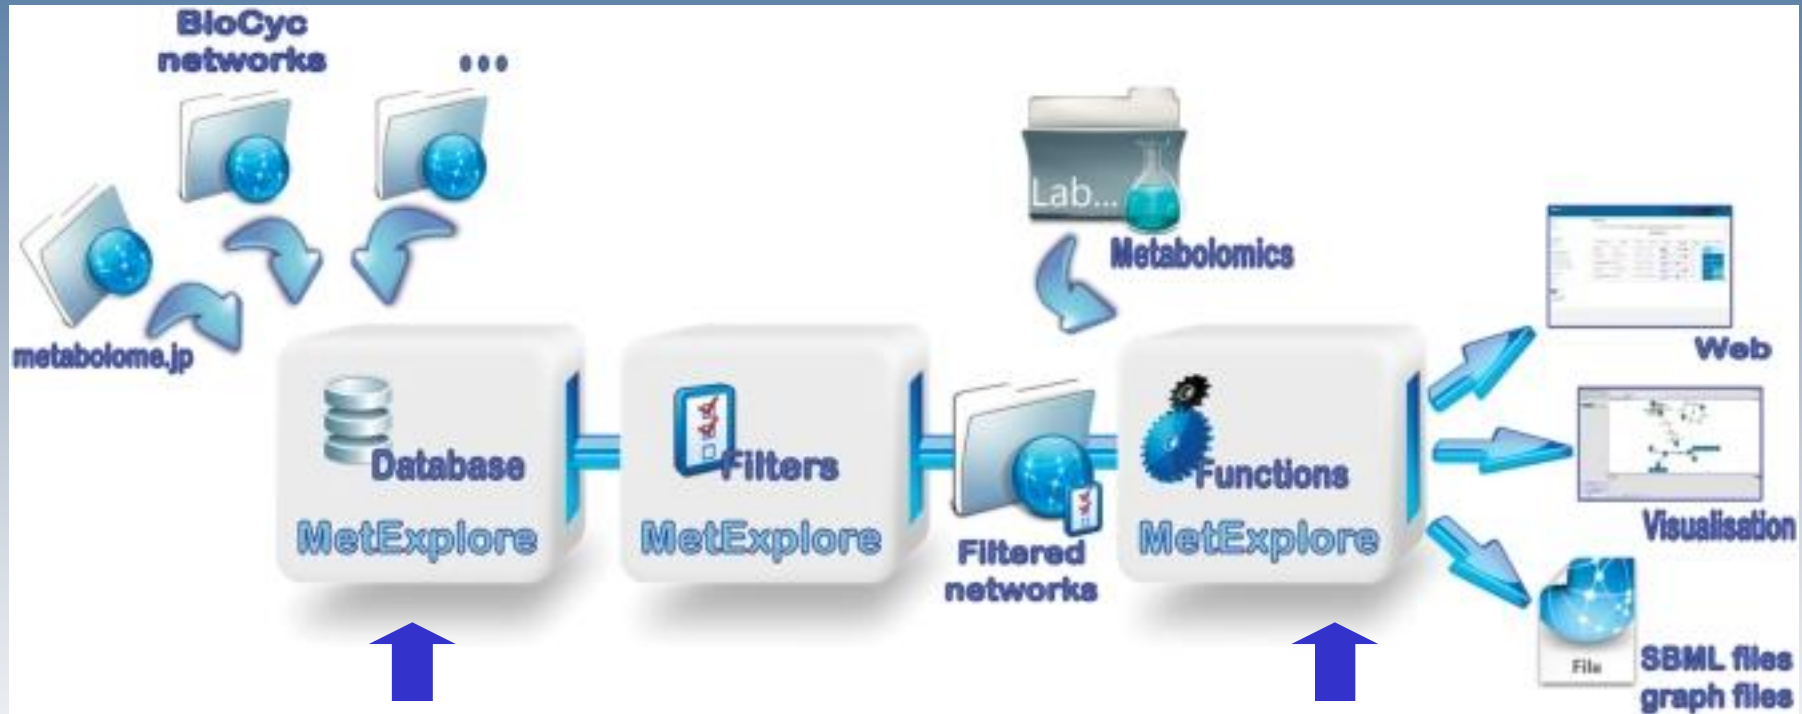 BioCyc
networks
...
metabolome.jp
Lab...
Metabolomics
Database
MetExplore
Filters
MetExplore
Filtered
networks
Functions
MetExplore
Web
Visualisation
File
SBML files
graph files